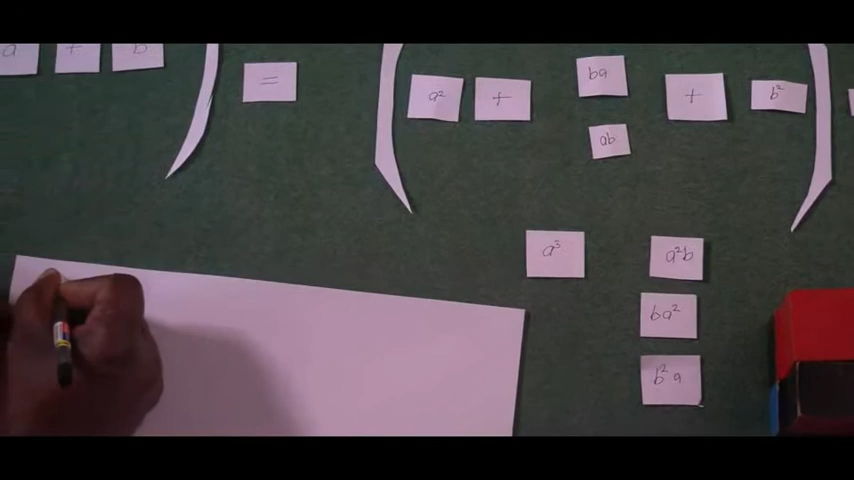 a + b = a² + ba + b²
ab
a³ a²b
ba²
b²a